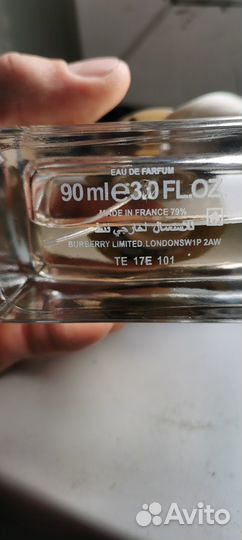 EAU DE PARFUM
90 ml e 3.0 FL.OZ.
MADE IN FRANCE 79%
للاستعمال الخارجي فقط
BURBERRY LIMITED. LONDONSW1P 2AW
TE 17E 101
Avito